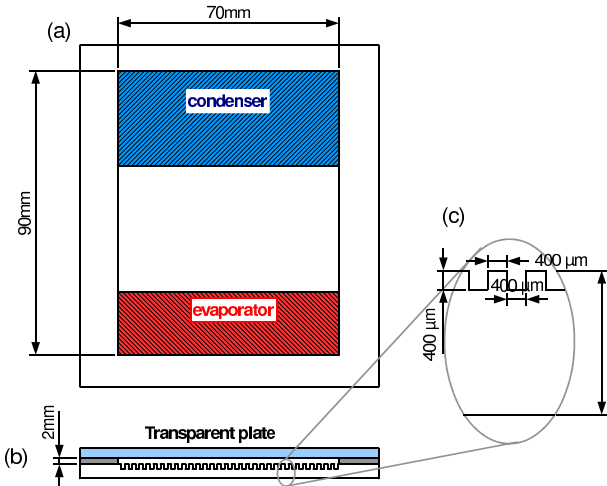 70mm
(a)
condenser
90mm
evaporator
(c)
400 µm
400 µm
400 µm
2mm
Transparent plate
(b)